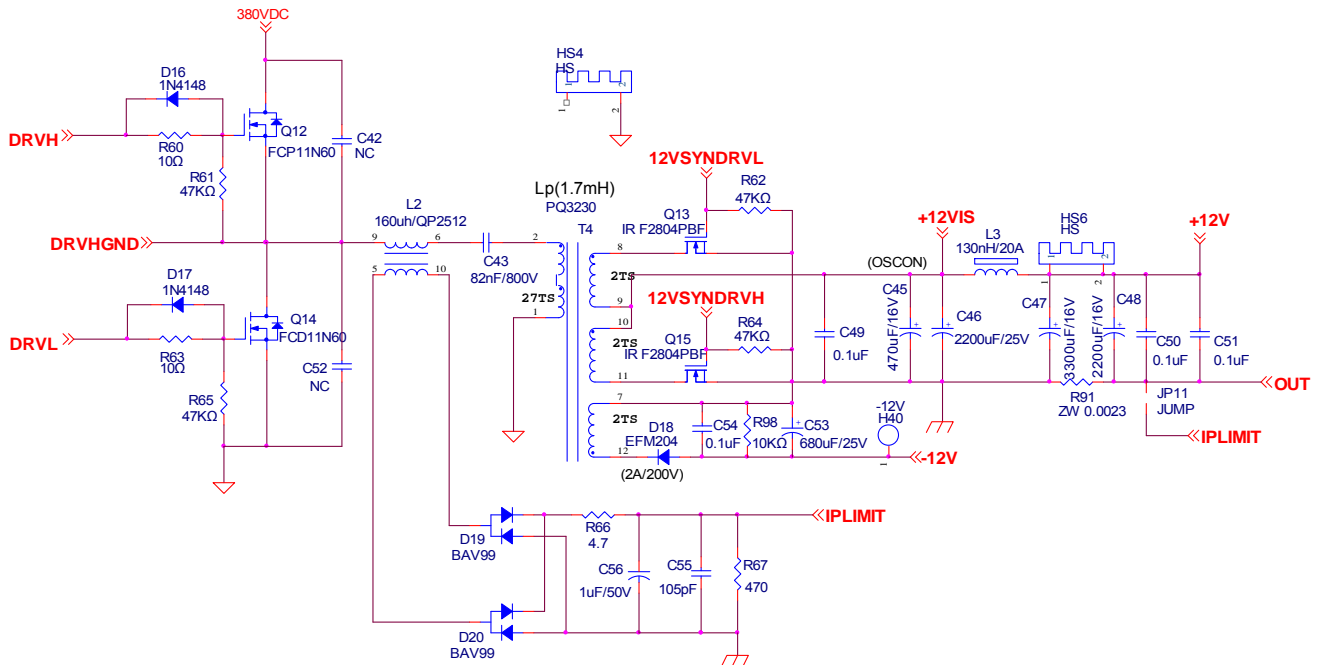 380VDC
HS4
HS
1
2
1
2
D16
1N4148
DRVH
R60
10Ω
Q12
FCP11N60
C42
NC
R61
47KΩ
12VSYNDRVL
R62
47KΩ
Lp(1.7mH)
PQ3230
T4
L2
160uh/QP2512
Q13
IR F2804PBF
+12VIS
L3
130nH/20A
HS6
HS
+12V
DRVHGND
9
6
2
8
C43
82nF/800V
5
10
2TS
9
(OSCON)
1
2
D17
1N4148
12VSYNDRVH
C45
470uF/16V
C46
2200uF/25V
C47
3300uF/16V
C48
2200uF/16V
27TS
1
10
2TS
11
Q15
IR F2804PBF
R64
47KΩ
C49
0.1uF
C50
0.1uF
C51
0.1uF
DRVL
R63
10Ω
Q14
FCD11N60
C52
NC
R65
47KΩ
OUT
R91
ZW 0.0023
JP11
JUMP
IPLIMIT
7
2TS
12
D18
EFM204
(2A/200V)
C54
0.1uF
R98
10KΩ
C53
680uF/25V
-12V
H40
1
-12V
IPLIMIT
D19
BAV99
R66
4.7
C56
1uF/50V
C55
105pF
R67
470
D20
BAV99